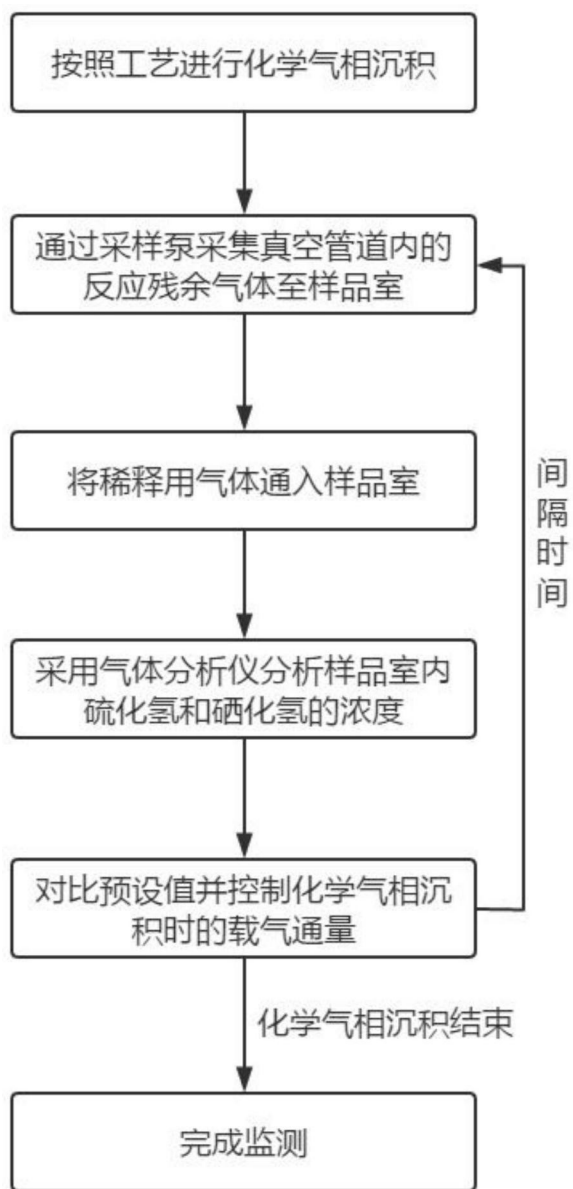 按照工艺进行化学气相沉积
通过采样泵采集真空管道内的
反应残余气体至样品室
将稀释用气体通入样品室
间
隔
时
间
采用气体分析仪分析样品室内
硫化氢和硒化氢的浓度
对比预设值并控制化学气相沉
积时的载气通量
化学气相沉积结束
完成监测